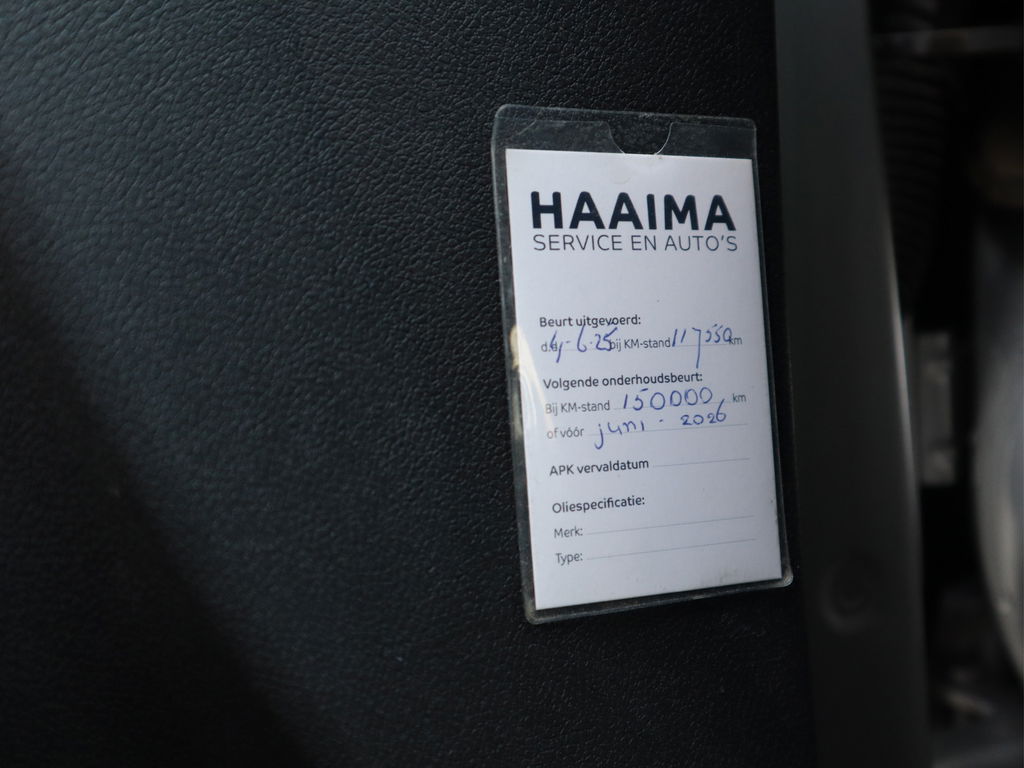 HAAIMA
SERVICE EN AUTO'S
Beurt uitgevoerd:
d.d. 4-6-25 bij KM-stand 117550 km
Volgende onderhoudsbeurt:
Bij KM-stand 150000 km
of vóór juni - 2026
APK vervaldatum
Oliespecificatie:
Merk:
Type: